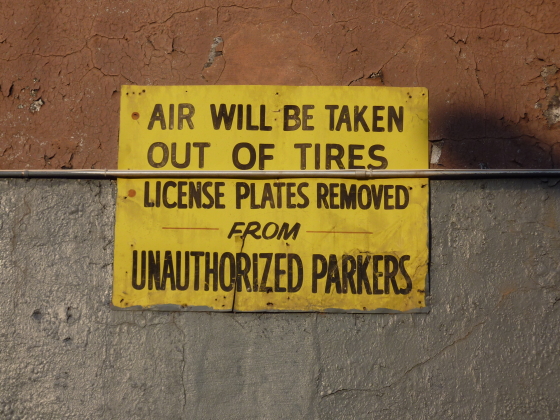 AIR WILL BE TAKEN
OUT OF TIRES
LICENSE PLATES REMOVED
FROM
UNAUTHORIZED PARKERS